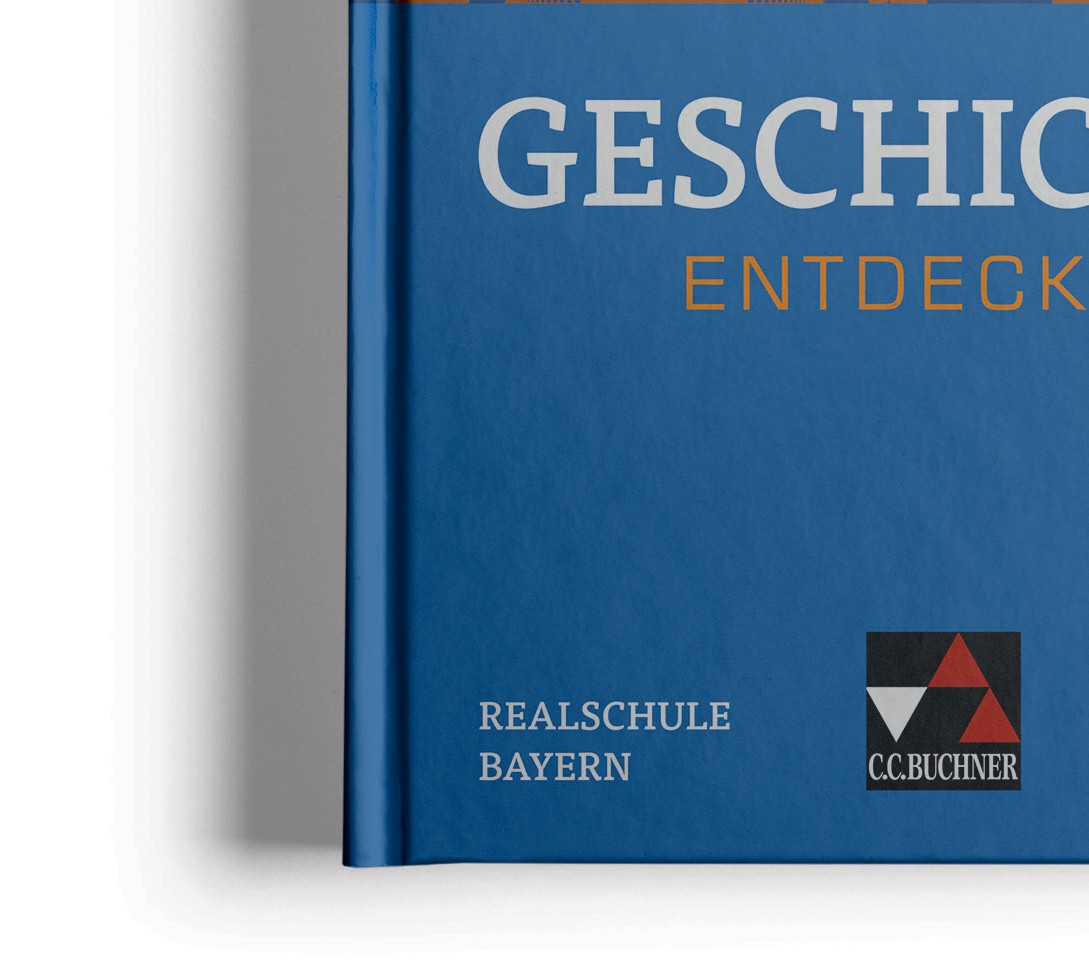 GESCHIC
ENTDECK
REALSCHULE
BAYERN
C.C.BUCHNER